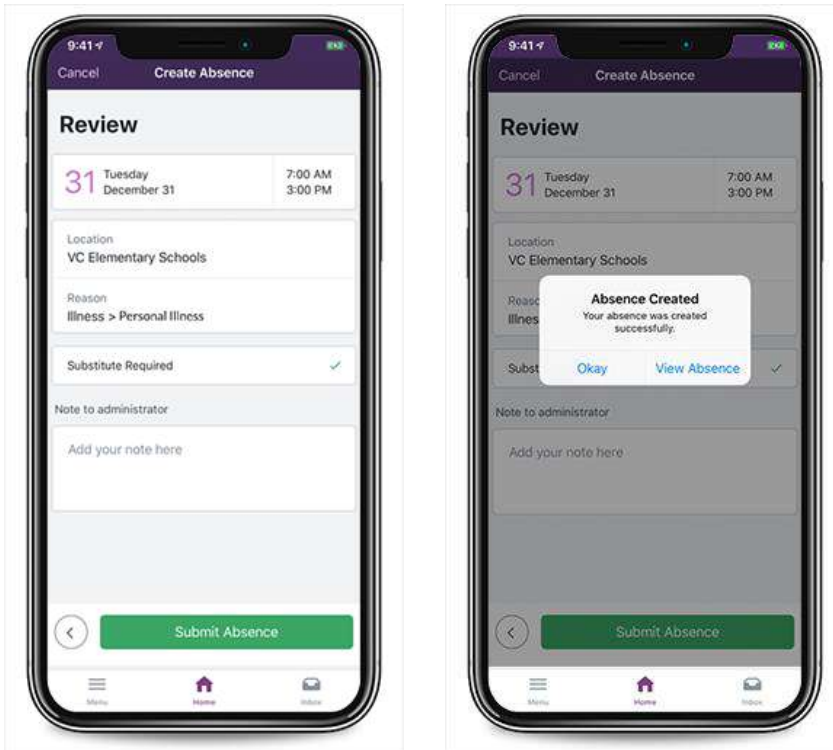 9:41
Cancel Create Absence
Review
31 Tuesday 7:00 AM
December 31 3:00 PM
Location
VC Elementary Schools
Reason
Illness > Personal Illness
Substitute Required
Note to administrator
Add your note here
Submit Absence
Menu Home Inbox
9:41
Cancel Create Absence
Review
31 Tuesday 7:00 AM
December 31 3:00 PM
Location
VC Elementary Schools
Reaso
Illnes
Absence Created
Your absence was created
successfully.
Subst
Okay View Absence
Note to administrator
Add your note here
Submit Absence
Menu Home Inbox